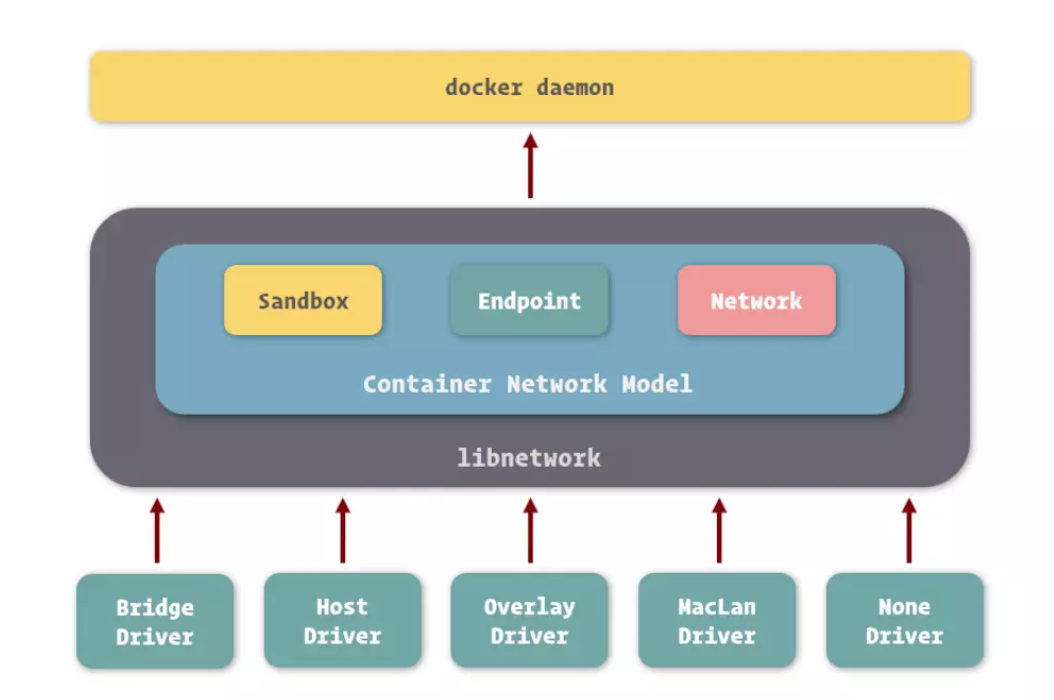 docker daemon
Sandbox
Endpoint
Network
Container Network Model
libnetwork
Bridge
Driver
Host
Driver
Overlay
Driver
MacLan
Driver
None
Driver